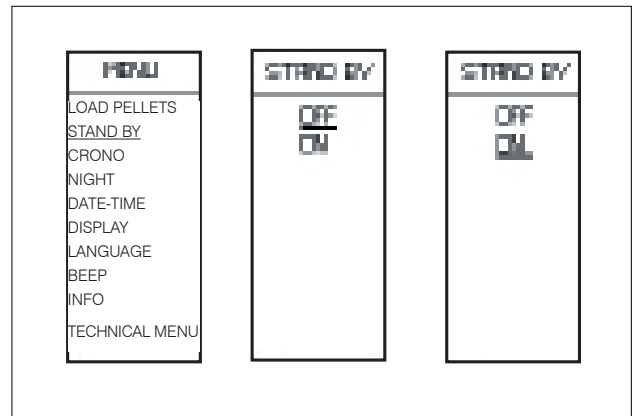 MENU
LOAD PELLETS
STAND BY
CRONO
NIGHT
DATE-TIME
DISPLAY
LANGUAGE
BEEP
INFO
TECHNICAL MENU
STAND BY
OFF
ON
STAND BY
OFF
ON